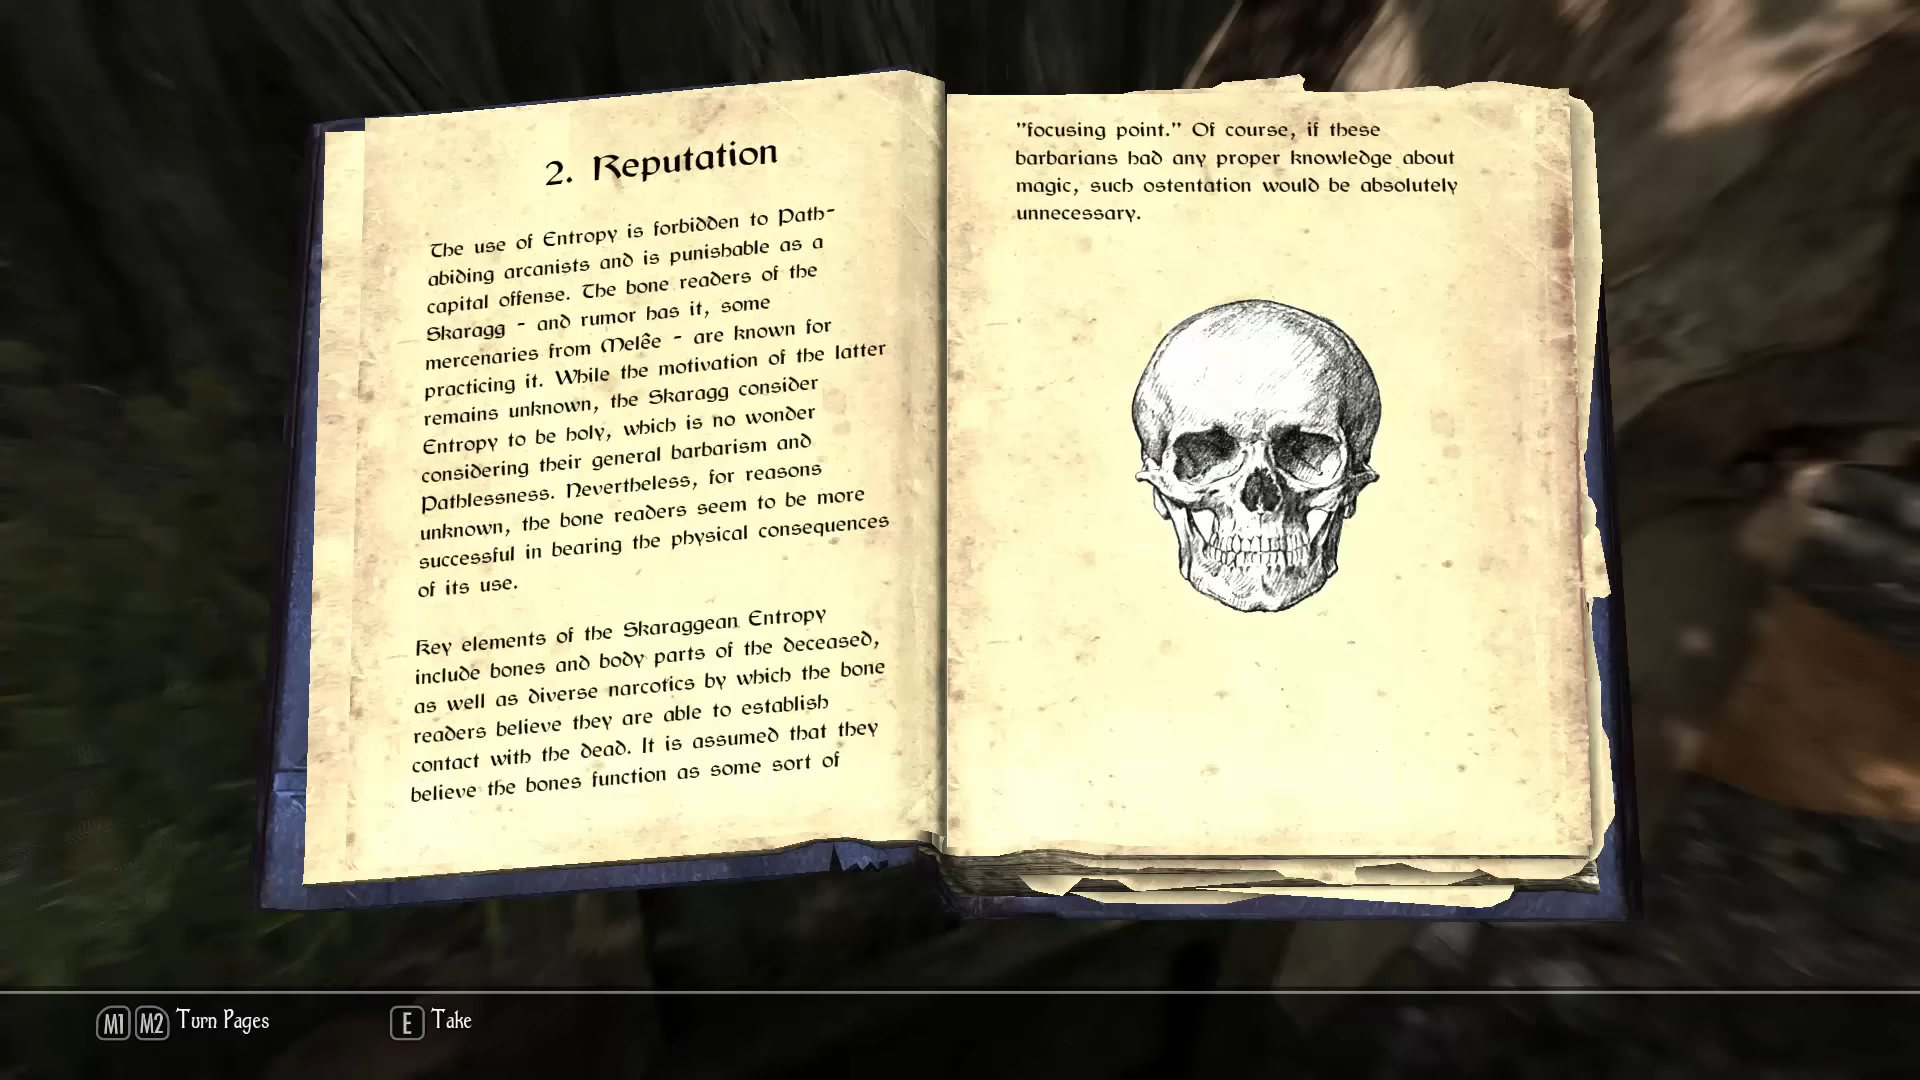 2. Reputation
The use of Entropy is forbidden to Path-
abiding arcanists and is punishable as a
capital offense. The bone readers of the
Skaragg - and rumor has it, some
mercenaries from Melêe - are known for
practicing it. While the motivation of the latter
remains unknown, the Skaragg consider
Entropy to be holy, which is no wonder
considering their general barbarism and
Pathlessness. Nevertheless, for reasons
unknown, the bone readers seem to be more
successful in bearing the physical consequences
of its use.
Key elements of the Skaraggean Entropy
include bones and body parts of the deceased,
as well as diverse narcotics by which the bone
readers believe they are able to establish
contact with the dead. It is assumed that they
believe the bones function as some sort of
"focusing point." Of course, if these
barbarians had any proper knowledge about
magic, such ostentation would be absolutely
unnecessary.
M1 M2 Turn Pages
E Take